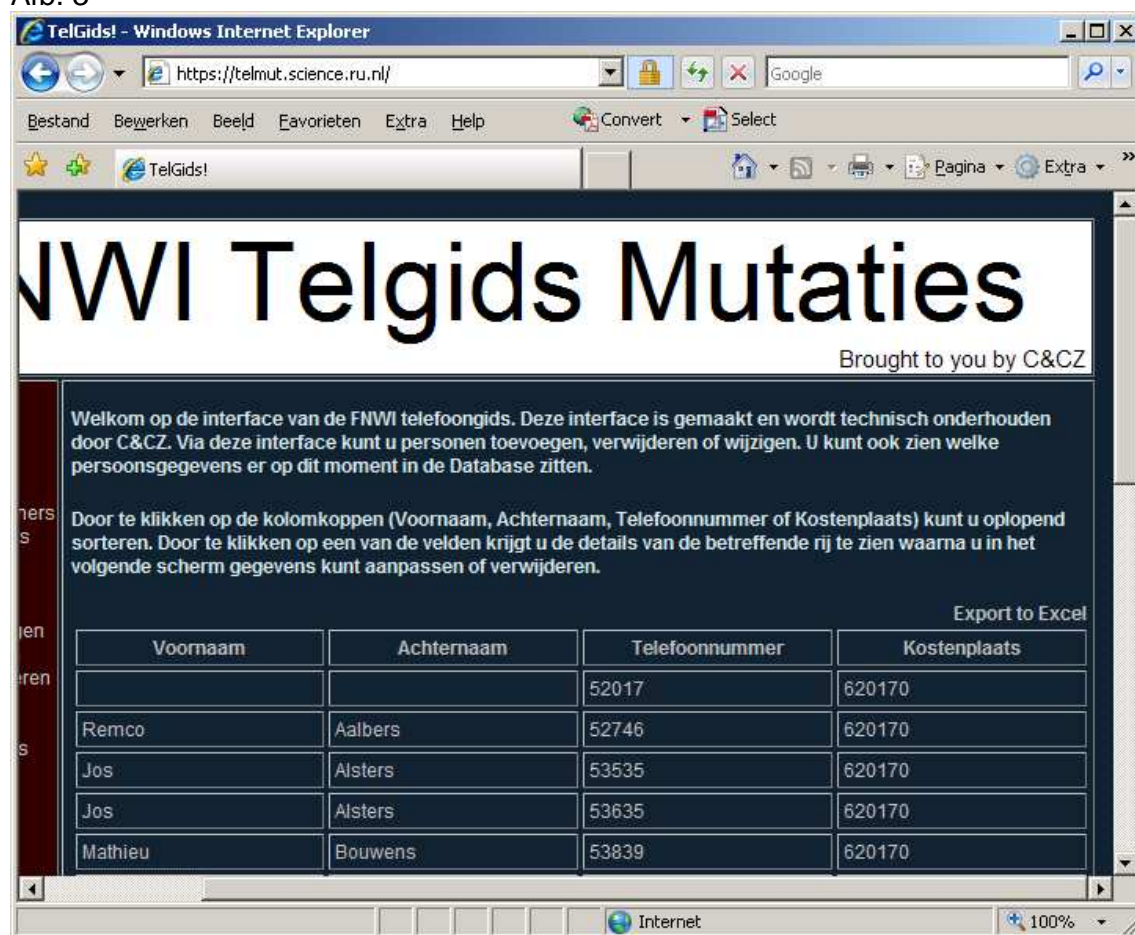 TelGids! - Windows Internet Explorer
https://telmut.science.ru.nl/
Google
Bestand Bewerken Beeld Favorieten Extra Help Convert Select
TelGids! Pagina Extra »
NWI Telgids Mutaties
Brought to you by C&CZ
Welkom op de interface van de FNWI telefoongids. Deze interface is gemaakt en wordt technisch onderhouden
door C&CZ. Via deze interface kunt u personen toevoegen, verwijderen of wijzigen. U kunt ook zien welke
persoonsgegevens er op dit moment in de Database zitten.
Door te klikken op de kolomkoppen (Voornaam, Achternaam, Telefoonnummer of Kostenplaats) kunt u oplopend
sorteren. Door te klikken op een van de velden krijgt u de details van de betreffende rij te zien waarna u in het
volgende scherm gegevens kunt aanpassen of verwijderen.
Export to Excel
Voornaam Achternaam Telefoonnummer Kostenplaats
52017 620170
Remco Aalbers 52746 620170
Jos Alsters 53535 620170
Jos Alsters 53635 620170
Mathieu Bouwens 53839 620170
Internet 100%